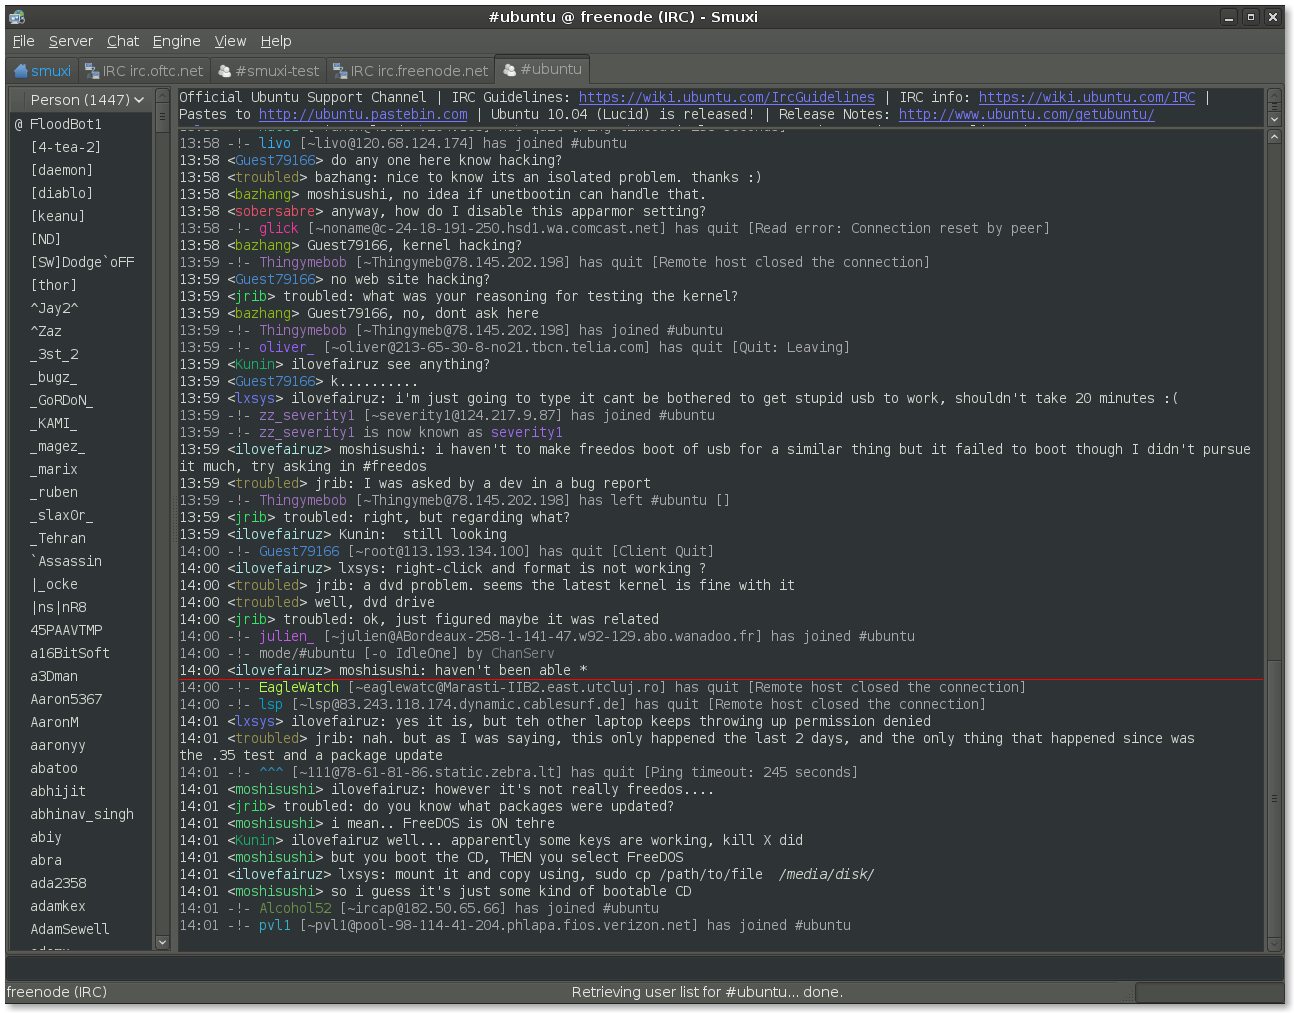 #ubuntu @ freenode (IRC) - Smuxi
File Server Chat Engine View Help
smuxi IRC irc.oftc.net #smuxi-test IRC irc.freenode.net #ubuntu
Person (1447)
@ FloodBot1
[4-tea-2]
[daemon]
[diablo]
[keanu]
[ND]
[SW]Dodge`oFF
[thor]
^Jay2^
^Zaz
_3st_2
_bugz_
_GoRDoN_
_KAMI_
_magez_
_marix
_ruben
_slax0r_
_Tehran
`Assassin
|_ocke
|ns|nR8
45PAAVTMP
a16BitSoft
a3Dman
Aaron5367
AaronM
aaronyy
abatoo
abhijit
abhinav_singh
abiy
abra
ada2358
adamkex
AdamSewell
Official Ubuntu Support Channel | IRC Guidelines: https://wiki.ubuntu.com/IrcGuidelines | IRC info: https://wiki.ubuntu.com/IRC |
Pastes to http://ubuntu.pastebin.com | Ubuntu 10.04 (Lucid) is released! | Release Notes: http://www.ubuntu.com/getubuntu/
13:58 -!- livo [~livo@120.68.124.174] has joined #ubuntu
13:58 <Guest79166> do any one here know hacking?
13:58 <troubled> bazhang: nice to know its an isolated problem. thanks :)
13:58 <bazhang> moshisushi, no idea if unetbootin can handle that.
13:58 <sobersabre> anyway, how do I disable this apparmor setting?
13:58 -!- glick [~noname@c-24-18-191-250.hsd1.wa.comcast.net] has quit [Read error: Connection reset by peer]
13:58 <bazhang> Guest79166, kernel hacking?
13:58 -!- Thingymebob [~Thingymeb@78.145.202.198] has quit [Remote host closed the connection]
13:59 <Guest79166> no web site hacking?
13:59 <jrib> troubled: what was your reasoning for testing the kernel?
13:59 <bazhang> Guest79166, no, dont ask here
13:59 -!- Thingymebob [~Thingymeb@78.145.202.198] has joined #ubuntu
13:59 -!- oliver_ [~oliver@213-65-30-8-no21.tbcn.telia.com] has quit [Quit: Leaving]
13:59 <Kunin> ilovefairuz see anything?
13:59 <Guest79166> k..........
13:59 <lxsys> ilovefairuz: i'm just going to type it cant be bothered to get stupid usb to work, shouldn't take 20 minutes :(
13:59 -!- zz_severity1 [~severity1@124.217.9.87] has joined #ubuntu
13:59 -!- zz_severity1 is now known as severity1
13:59 <ilovefairuz> moshisushi: i haven't to make freedos boot of usb for a similar thing but it failed to boot though I didn't pursue
it much, try asking in #freedos
13:59 <troubled> jrib: I was asked by a dev in a bug report
13:59 -!- Thingymebob [~Thingymeb@78.145.202.198] has left #ubuntu []
13:59 <jrib> troubled: right, but regarding what?
13:59 <ilovefairuz> Kunin:  still looking
14:00 -!- Guest79166 [~root@113.193.134.100] has quit [Client Quit]
14:00 <ilovefairuz> lxsys: right-click and format is not working ?
14:00 <troubled> jrib: a dvd problem. seems the latest kernel is fine with it
14:00 <troubled> well, dvd drive
14:00 <jrib> troubled: ok, just figured maybe it was related
14:00 -!- julien_ [~julien@ABordeaux-258-1-141-47.w92-129.abo.wanadoo.fr] has joined #ubuntu
14:00 -!- mode/#ubuntu [-o IdleOne] by ChanServ
14:00 <ilovefairuz> moshisushi: haven't been able *
14:00 -!- EagleWatch [~eaglewatc@Marasti-IIB2.east.utcluj.ro] has quit [Remote host closed the connection]
14:00 -!- lsp [~lsp@83.243.118.174.dynamic.cablesurf.de] has quit [Remote host closed the connection]
14:01 <lxsys> ilovefairuz: yes it is, but teh other laptop keeps throwing up permission denied
14:01 <troubled> jrib: nah. but as I was saying, this only happened the last 2 days, and the only thing that happened since was
the .35 test and a package update
14:01 -!- ^^^ [~111@78-61-81-86.static.zebra.lt] has quit [Ping timeout: 245 seconds]
14:01 <moshisushi> ilovefairuz: however it's not really freedos....
14:01 <jrib> troubled: do you know what packages were updated?
14:01 <moshisushi> i mean.. FreeDOS is ON tehre
14:01 <Kunin> ilovefairuz well... apparently some keys are working, kill X did
14:01 <moshisushi> but you boot the CD, THEN you select FreeDOS
14:01 <ilovefairuz> lxsys: mount it and copy using, sudo cp /path/to/file  /media/disk/
14:01 <moshisushi> so i guess it's just some kind of bootable CD
14:01 -!- Alcohol52 [~ircap@182.50.65.66] has joined #ubuntu
14:01 -!- pvl1 [~pvl1@pool-98-114-41-204.phlapa.fios.verizon.net] has joined #ubuntu
freenode (IRC) Retrieving user list for #ubuntu... done.